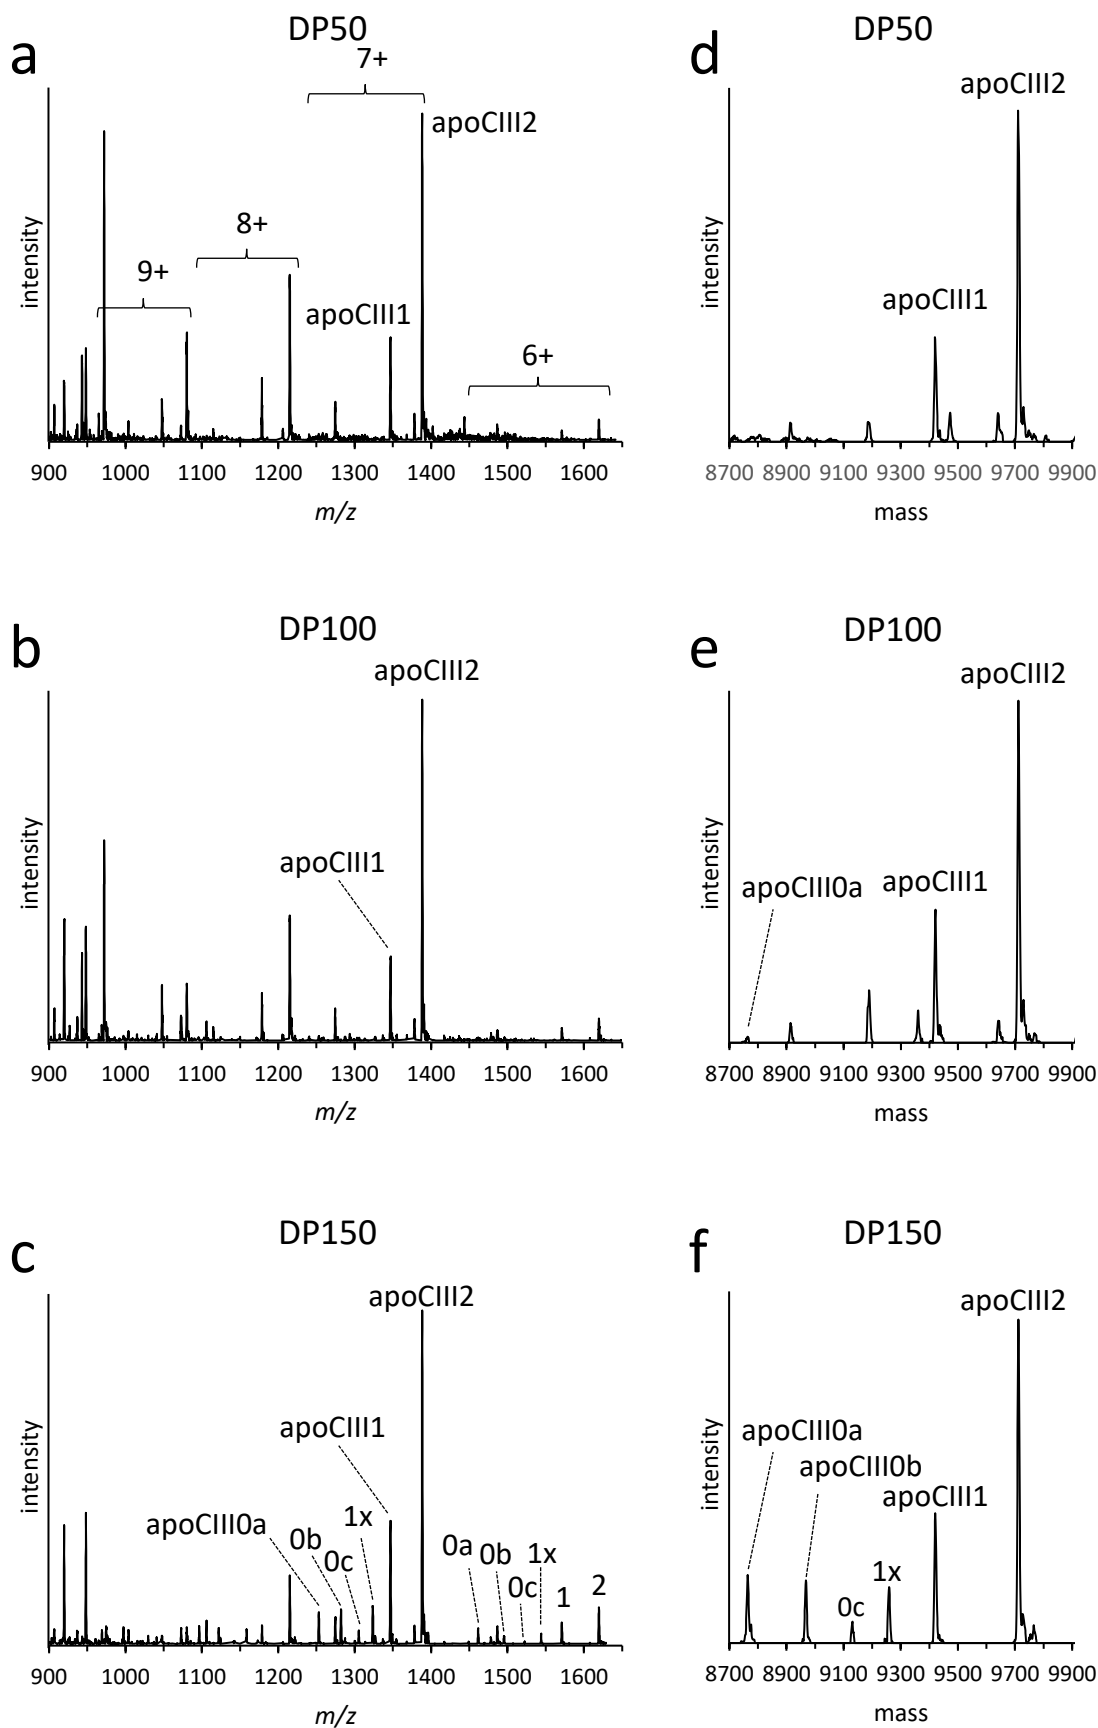 a
DP50
7+
apoCIII2
8+
9+
apoCIII1
6+
intensity
900 1000 1100 1200 1300 1400 1500 1600
m/z
d
DP50
apoCIII2
apoCIII1
intensity
8700 8900 9100 9300 9500 9700 9900
mass
b
DP100
apoCIII2
apoCIII1
intensity
900 1000 1100 1200 1300 1400 1500 1600
m/z
e
DP100
apoCIII2
apoCIII0a apoCIII1
intensity
8700 8900 9100 9300 9500 9700 9900
mass
c
DP150
apoCIII2
apoCIII1
apoCIII0a
0b
0c
1x
0a
0b
0c
1x
1
2
intensity
900 1000 1100 1200 1300 1400 1500 1600
m/z
f
DP150
apoCIII2
apoCIII0a
apoCIII0b
apoCIII1
1x
0c
intensity
8700 8900 9100 9300 9500 9700 9900
mass